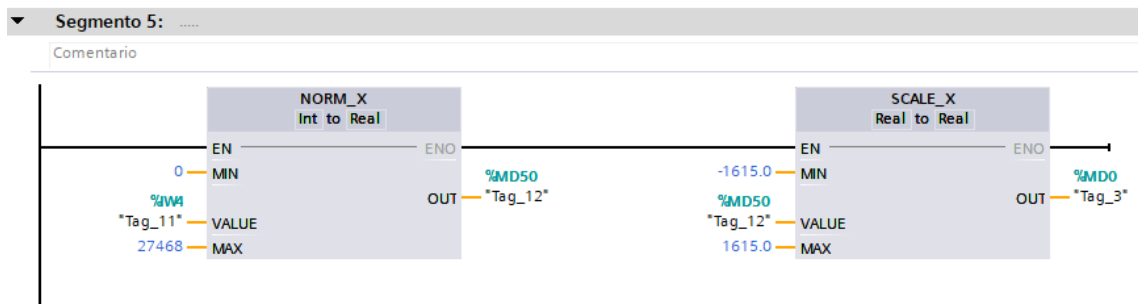 Segmento 5: .....
Comentario
NORM_X
Int to Real
EN ENO
0 MIN
%IW4
"Tag_11" VALUE
27468 MAX
%MD50
OUT "Tag_12"
SCALE_X
Real to Real
EN ENO
-1615.0 MIN
%MD50
"Tag_12" VALUE
1615.0 MAX
%MD0
OUT "Tag_3"